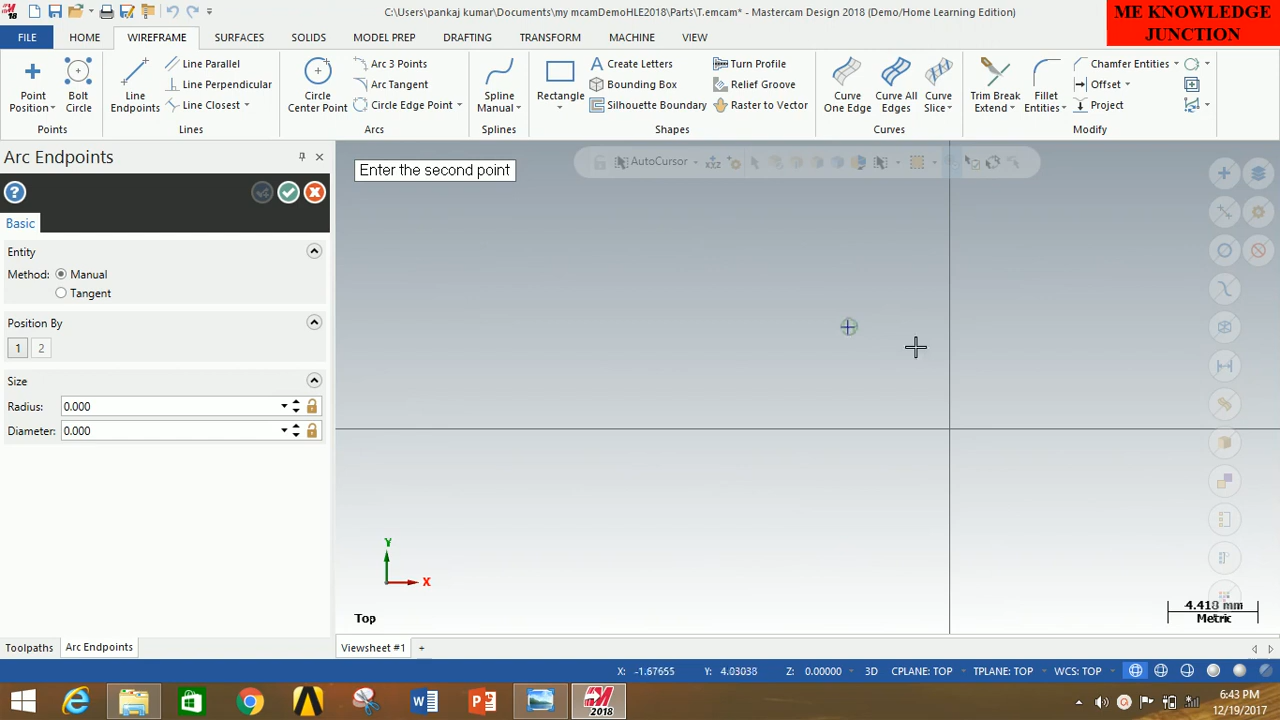 C:\Users\pankaj kumar\Documents\my mcamDemoHLE2018\Parts\T.emcam* - Mastercam Design 2018 (Demo/Home Learning Edition)
ME KNOWLEDGE
JUNCTION
18
FILE HOME WIREFRAME SURFACES SOLIDS MODEL PREP DRAFTING TRANSFORM MACHINE VIEW
Point
Position
Bolt
Circle
Points
Line
Endpoints
Line Parallel
Line Perpendicular
Line Closest
Lines
Circle
Center Point
Arc 3 Points
Arc Tangent
Circle Edge Point
Arcs
Spline
Manual
Splines
Rectangle
Create Letters
Bounding Box
Silhouette Boundary
Turn Profile
Relief Groove
Raster to Vector
Shapes
Curve
One Edge
Curve All
Edges
Curve
Slice
Curves
Trim Break
Extend
Fillet
Entities
Chamfer Entities
Offset
Project
Modify
Arc Endpoints
Basic
Entity
Method: Manual
Tangent
Position By
1 2
Size
Radius: 0.000
Diameter: 0.000
Enter the second point
AutoCursor
Y
X
Top
4.418 mm
Metric
Toolpaths Arc Endpoints
Viewsheet #1 +
X: -1.67655 Y: 4.03038 Z: 0.00000 3D CPLANE: TOP TPLANE: TOP WCS: TOP
2018
6:43 PM
12/19/2017